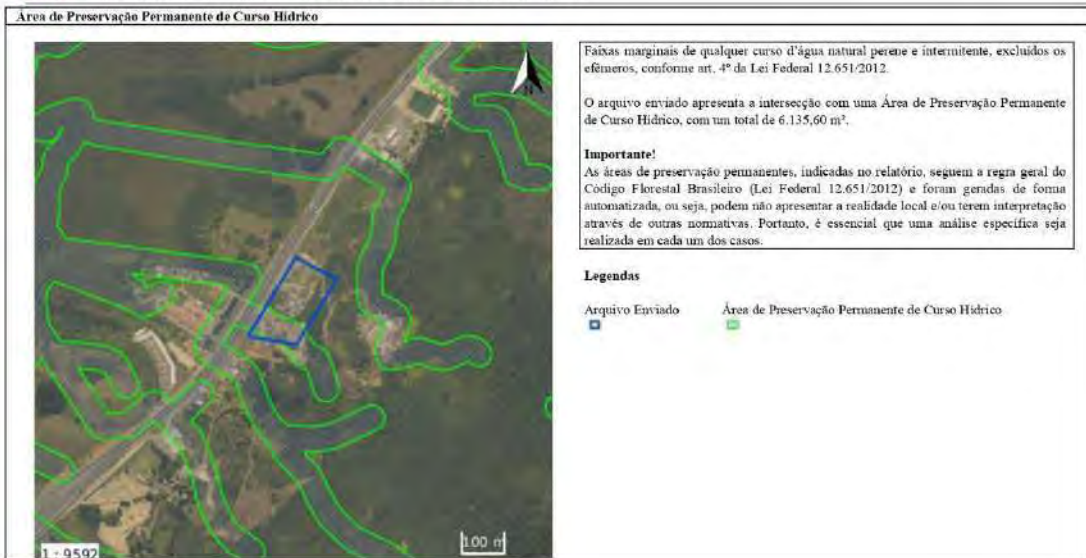 Área de Preservação Permanente de Curso Hídrico
Faixas marginais de qualquer curso d'água natural perene e intermitente, excluídos os
efêmeros, conforme art. 4º da Lei Federal 12.651/2012.
O arquivo enviado apresenta a intersecção com uma Área de Preservação Permanente
de Curso Hídrico, com um total de 6.135,60 m².
Importante!
As áreas de preservação permanentes, indicadas no relatório, seguem a regra geral do
Código Florestal Brasileiro (Lei Federal 12.651/2012) e foram geradas de forma
automatizada, ou seja, podem não apresentar a realidade local e/ou terem interpretação
através de outras normativas. Portanto, é essencial que uma análise específica seja
realizada em cada um dos casos.
Legendas
Arquivo Enviado Área de Preservação Permanente de Curso Hídrico
N
100 m
1 : 9592